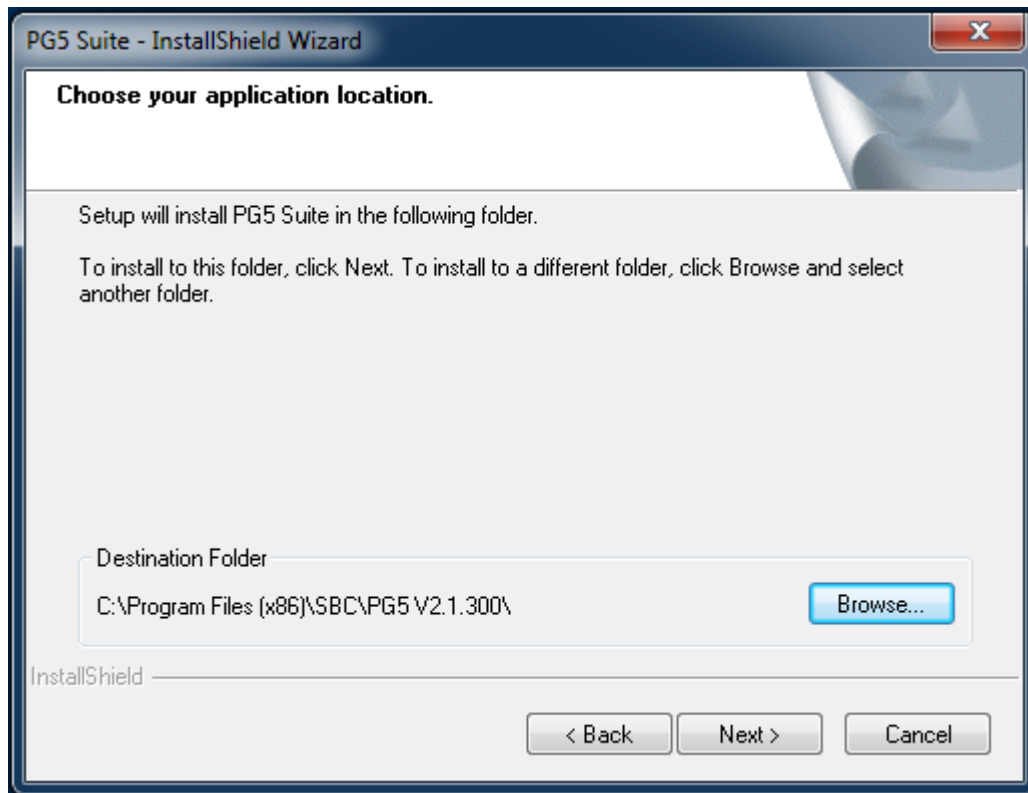 PG5 Suite - InstallShield Wizard
Choose your application location.
Setup will install PG5 Suite in the following folder.
To install to this folder, click Next. To install to a different folder, click Browse and select
another folder.
Destination Folder
C:\Program Files (x86)\SBC\PG5 V2.1.300\
Browse...
InstallShield
< Back
Next >
Cancel